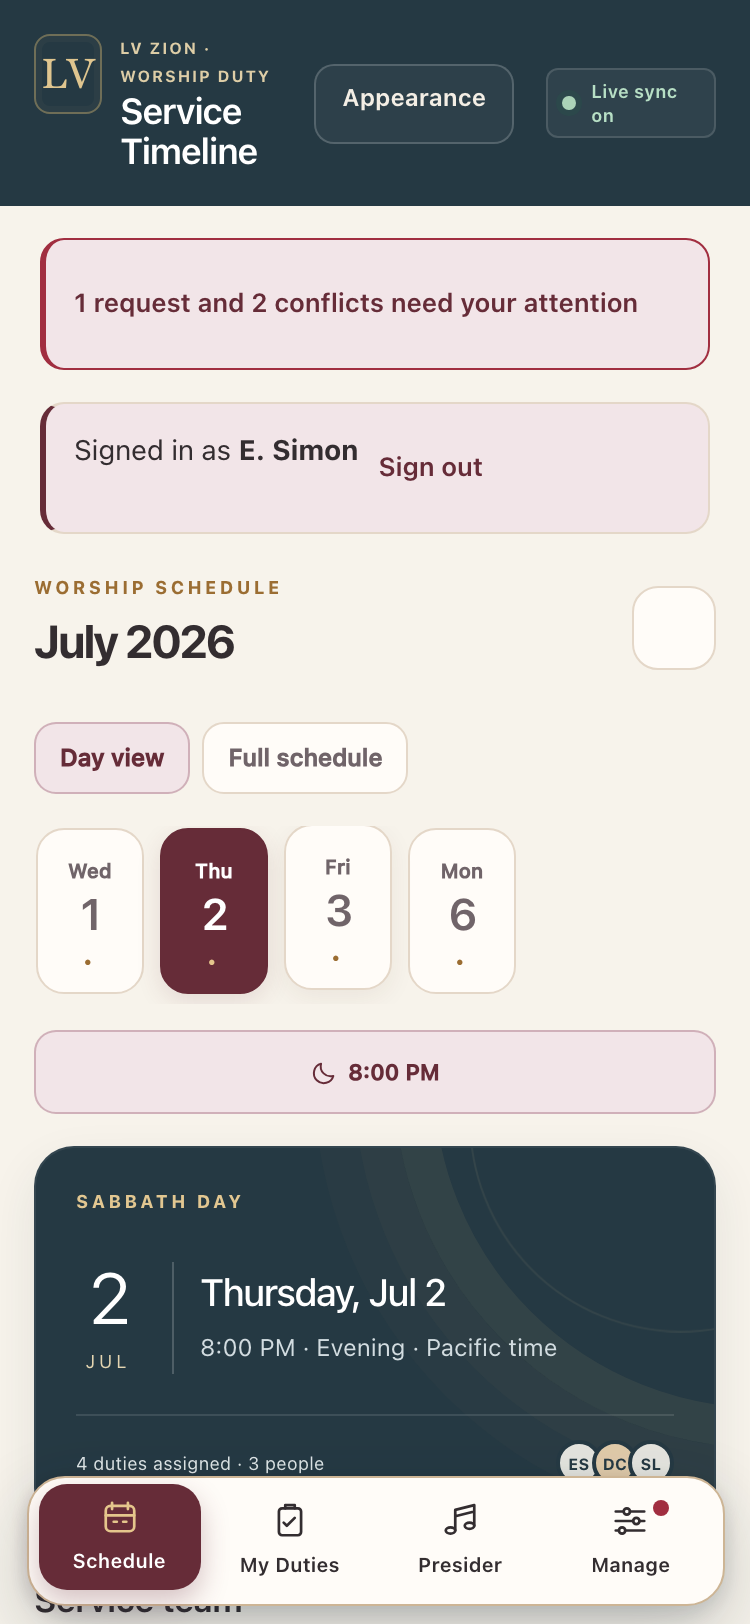 LV
LV ZION ·
WORSHIP DUTY
Service
Timeline
Appearance
Live sync
on
1 request and 2 conflicts need your attention
Signed in as E. Simon
Sign out
WORSHIP SCHEDULE
July 2026
Day view
Full schedule
Wed
1
Thu
2
Fri
3
Mon
6
8:00 PM
SABBATH DAY
2
JUL
Thursday, Jul 2
8:00 PM · Evening · Pacific time
4 duties assigned · 3 people
ES
DC
SL
Schedule
My Duties
Presider
Manage
Service team